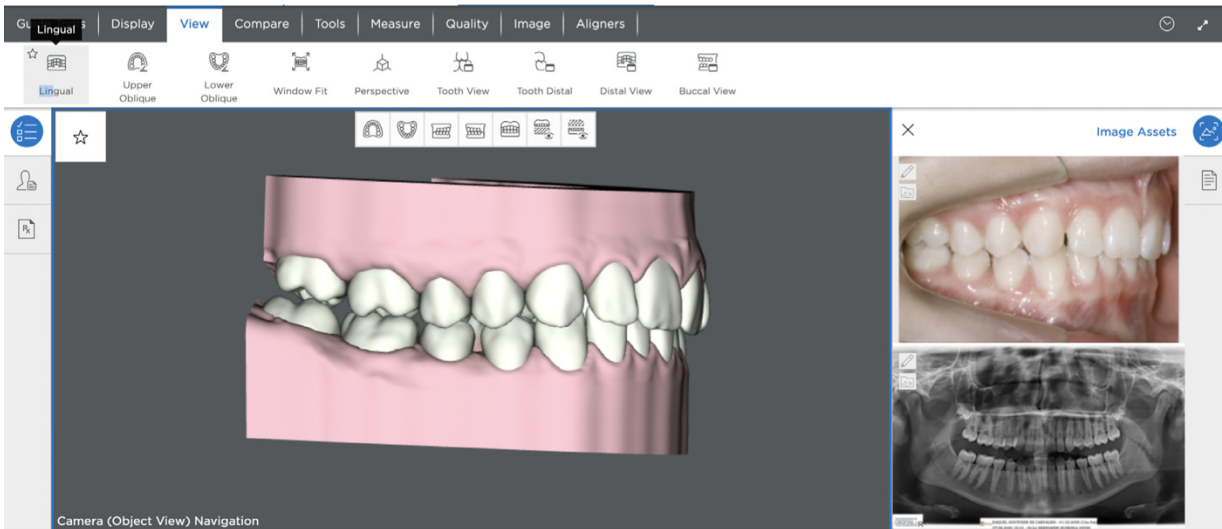 Lingual
Display View Compare Tools Measure Quality Image Aligners
Lingual
Upper Oblique
Lower Oblique
Window Fit
Perspective
Tooth View
Tooth Distal
Distal View
Buccal View
Image Assets
Rx
Camera (Object View) Navigation